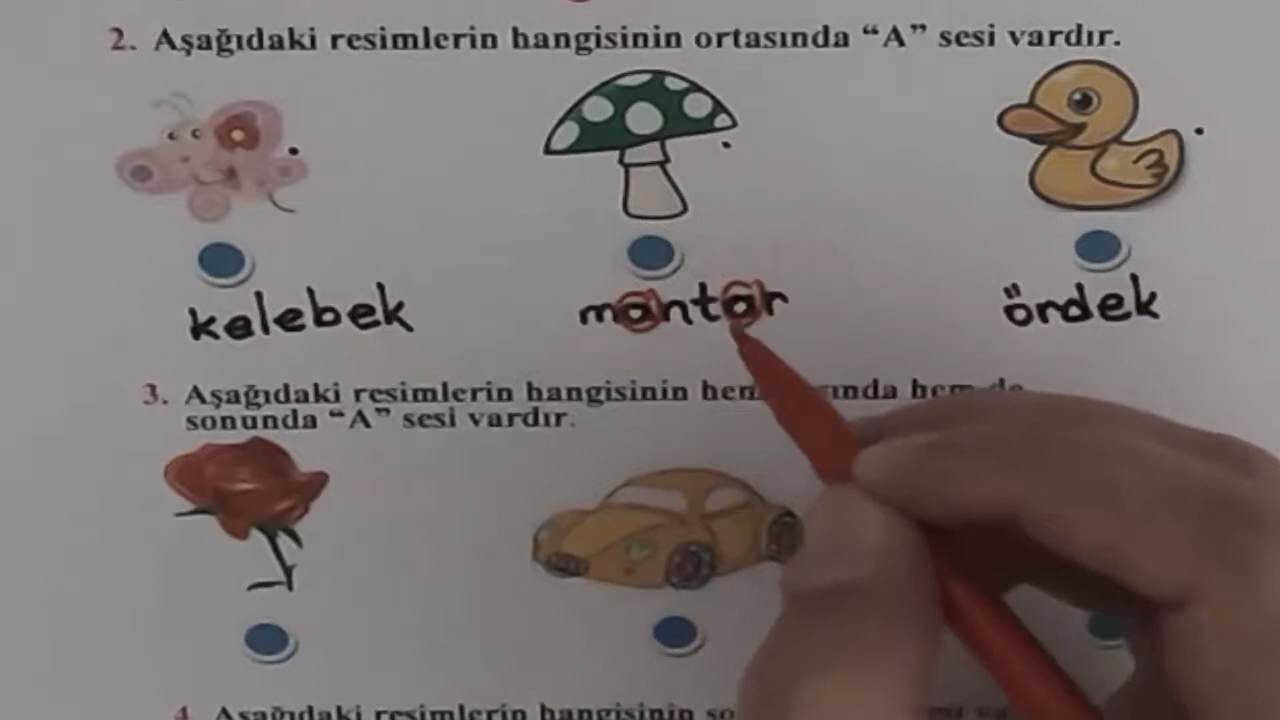 2. Aşağıdaki resimlerin hangisinin ortasında “A” sesi vardır.
kelebek mantar ördek
3. Aşağıdaki resimlerin hangisinin hem
sonunda “A” sesi vardır.
4. Aşağıdaki resimlerin hangisinin